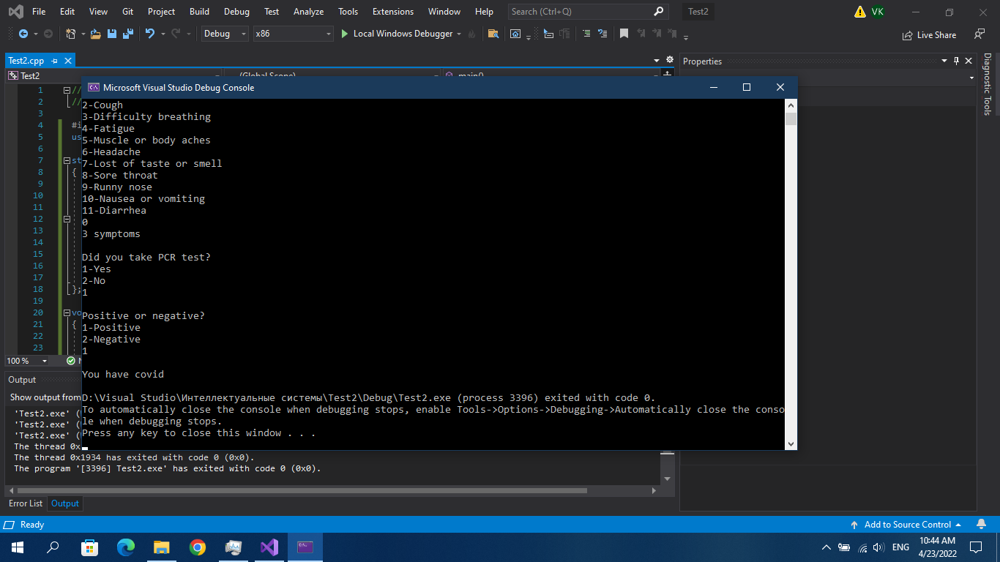 File Edit View Git Project Build Debug Test Analyze Tools Extensions Window Help Search (Ctrl+Q) Test2 VK
Debug x86 Local Windows Debugger Live Share
Test2.cpp
Properties
Diagnostic Tools
Test2 (Global Scope) main()
Microsoft Visual Studio Debug Console
1 //
2 //
3
4 #i
5 us
6
7 st
8 {
9
10
11
12
13
14
15
16
17
18 };
19
20 vo
21 {
22
23
2-Cough
3-Difficulty breathing
4-Fatigue
5-Muscle or body aches
6-Headache
7-Lost of taste or smell
8-Sore throat
9-Runny nose
10-Nausea or vomiting
11-Diarrhea
0
3 symptoms
Did you take PCR test?
1-Yes
2-No
1
Positive or negative?
1-Positive
2-Negative
1
You have covid
D:\Visual Studio\Интеллектуальные системы\Test2\Debug\Test2.exe (process 3396) exited with code 0.
To automatically close the console when debugging stops, enable Tools->Options->Debugging->Automatically close the conso
le when debugging stops.
Press any key to close this window . . .
100 %
Output
Show output from
'Test2.exe' (
'Test2.exe' (
'Test2.exe' (
The thread 0x
The thread 0x1934 has exited with code 0 (0x0).
The program '[3396] Test2.exe' has exited with code 0 (0x0).
Error List Output
Ready Add to Source Control
ENG 10:44 AM
4/23/2022